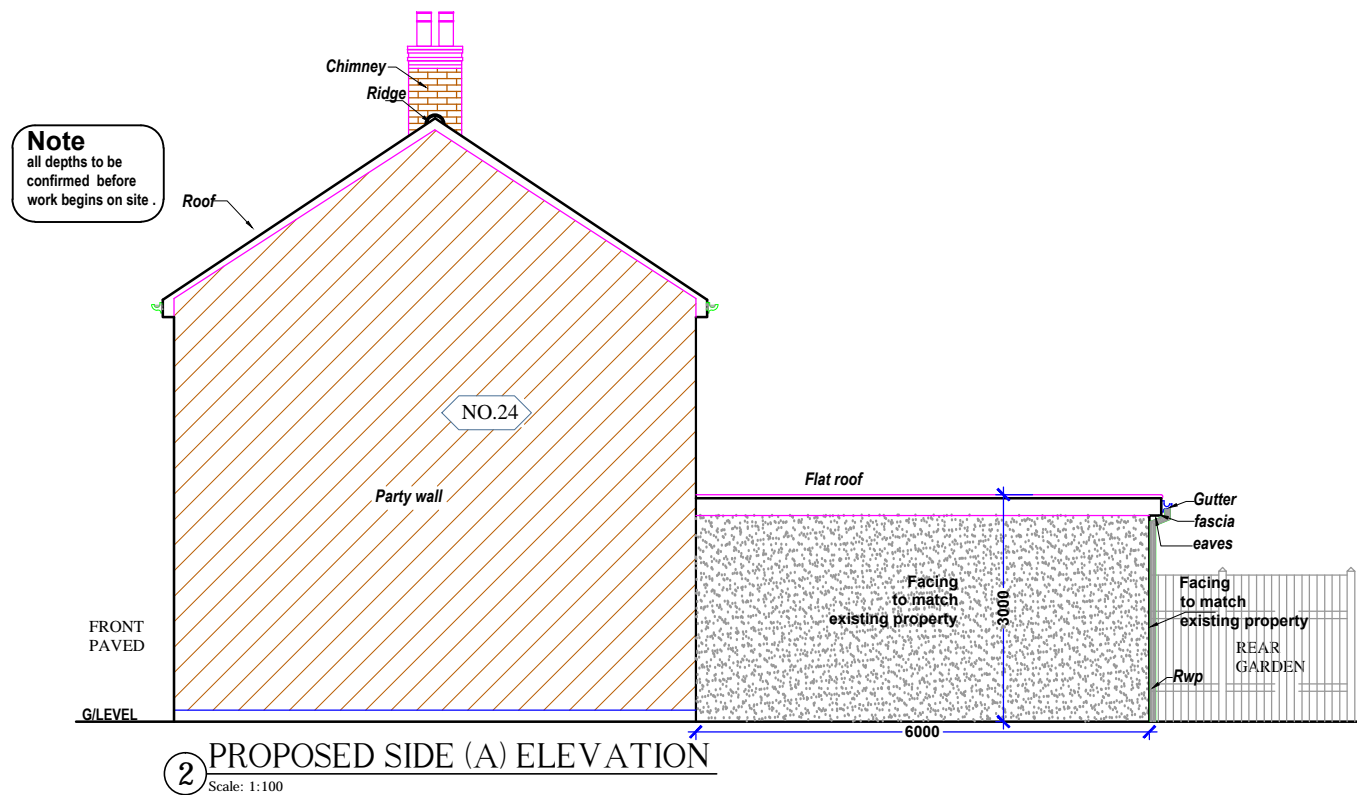 Chimney
Ridge
Note
all depths to be
confirmed before
work begins on site .
Roof
NO.24
Party wall
Flat roof
Gutter
fascia
eaves
Facing
to match
existing property
3000
Facing
to match
existing property
FRONT
PAVED
REAR
GARDEN
Rwp
G/LEVEL
6000
2 PROPOSED SIDE (A) ELEVATION
Scale: 1:100